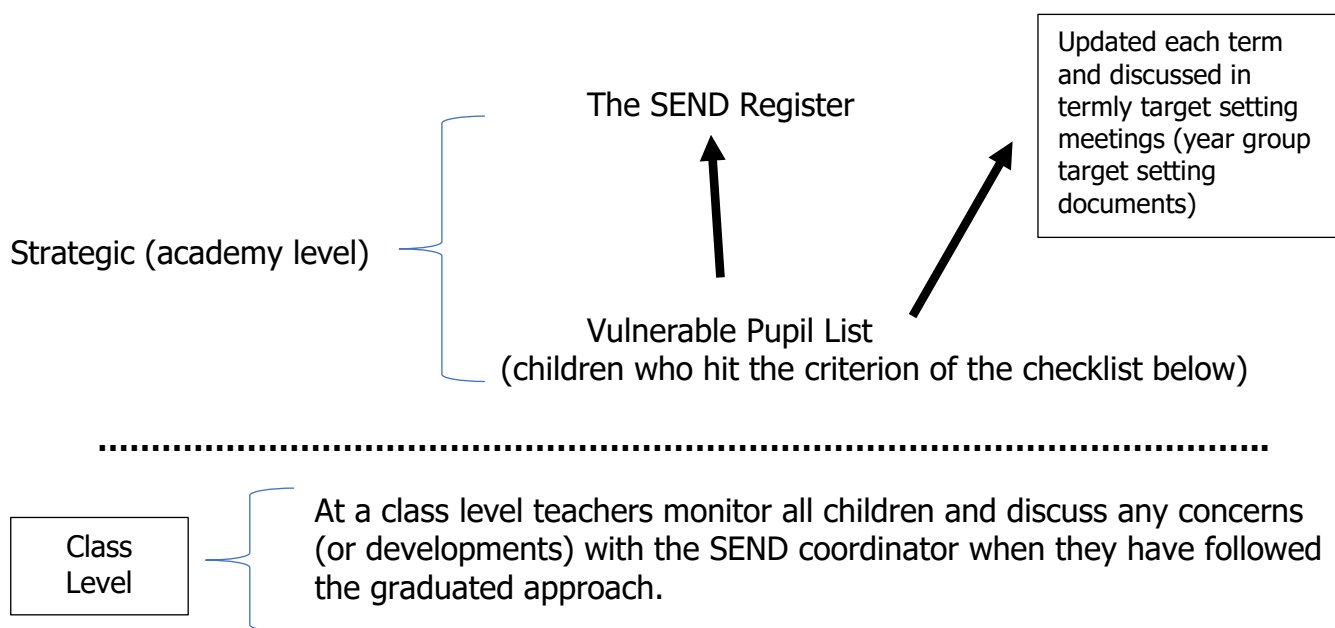 Updated each term
and discussed in
termly target setting
meetings (year group
target setting
documents)
The SEND Register
Strategic (academy level)
Vulnerable Pupil List
(children who hit the criterion of the checklist below)
Class
Level
At a class level teachers monitor all children and discuss any concerns
(or developments) with the SEND coordinator when they have followed
the graduated approach.